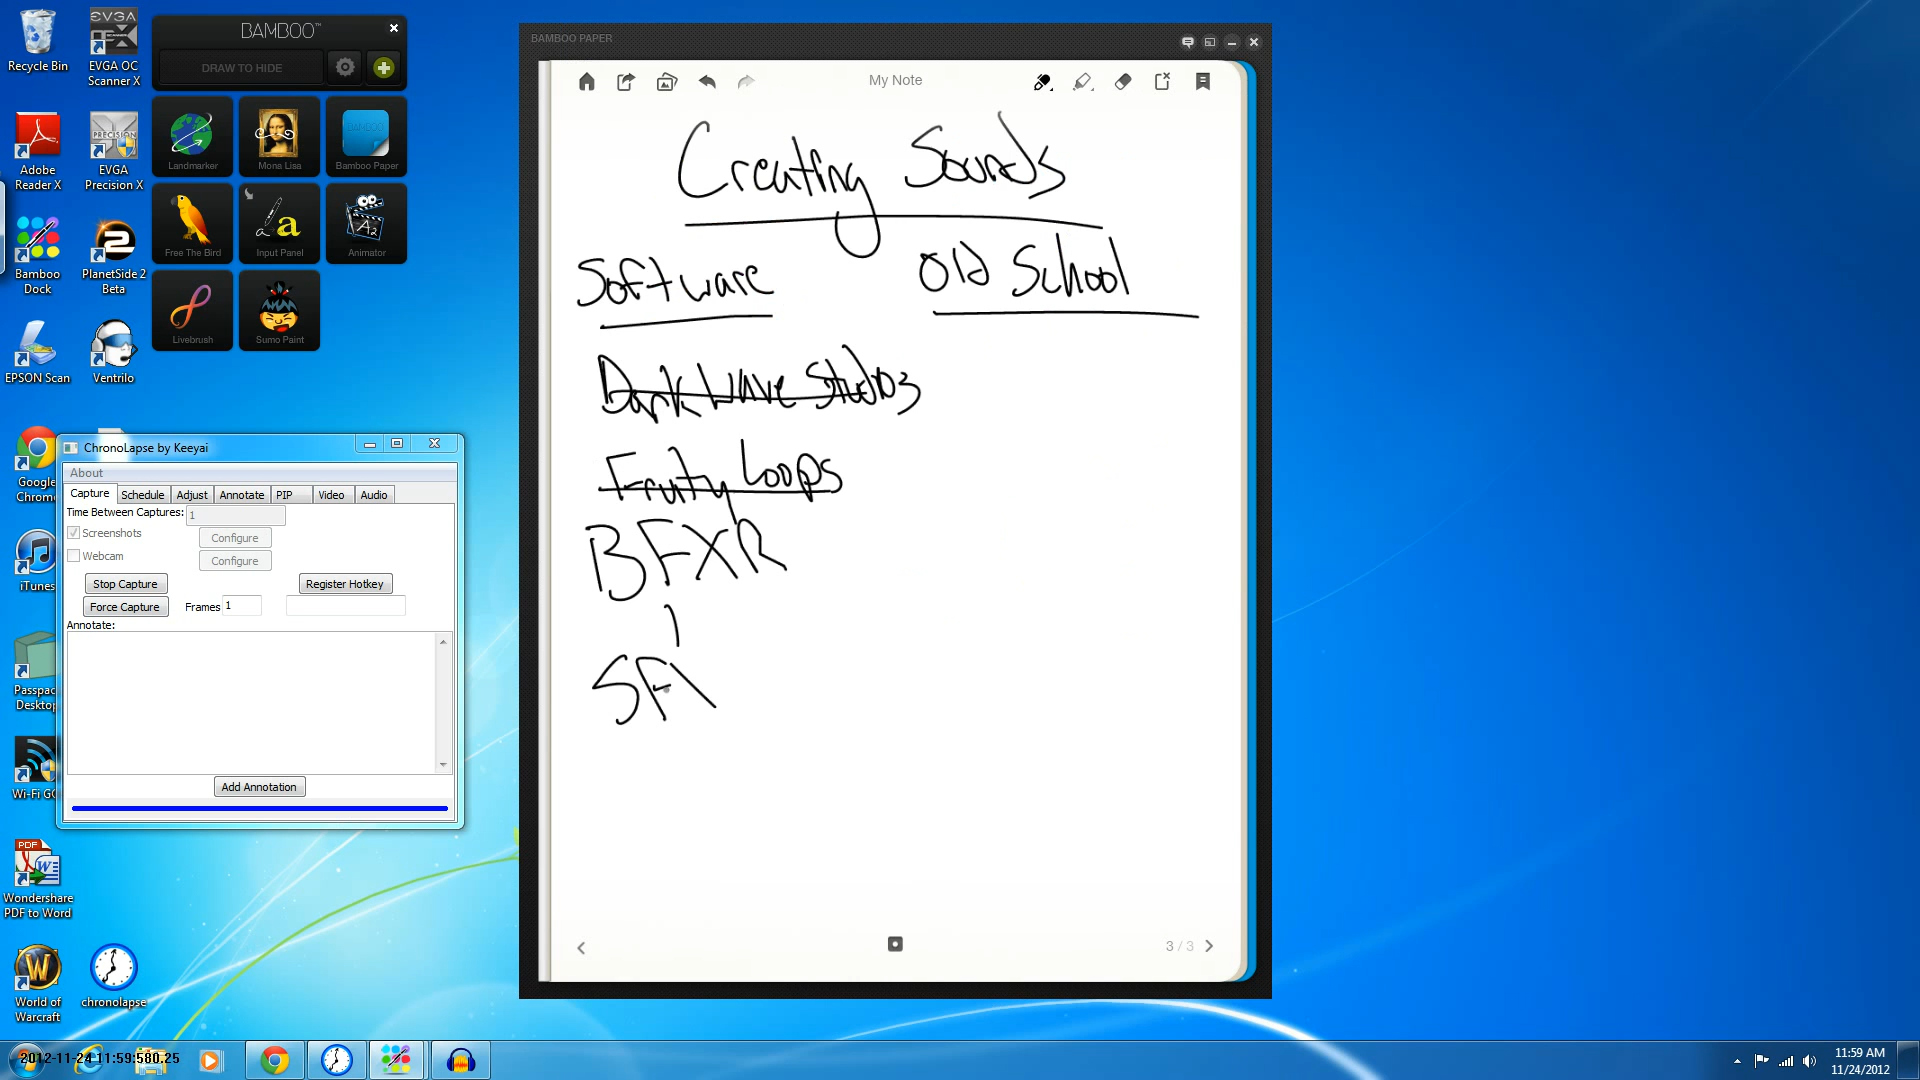 Recycle Bin
EVGA OC Scanner X
Adobe Reader X
EVGA Precision X
Bamboo Dock
PlanetSide 2 Beta
EPSON Scan
Ventrilo
Google Chrome
iTunes
Desktop
Wondershare PDF to Word
World of Warcraft
chronolapse
BAMBOO™
DRAW TO HIDE
Landmarker
Mona Lisa
Bamboo Paper
Free The Bird
Input Panel
Animator
Livebrush
Sumo Paint
ChronoLapse by Keeyai
About
Capture Schedule Adjust Annotate PIP Video Audio
Time Between Captures: 1
Screenshots Configure
Webcam Configure
Stop Capture Register Hotkey
Force Capture Frames 1
Annotate:
Add Annotation
BAMBOO PAPER
My Note
Creating Sounds
Software Old School
Dark Wave Studios
Fruity Loops
BFXR
SF
3 / 3
2012-11-24 11:59:580.25
11:59 AM
11/24/2012